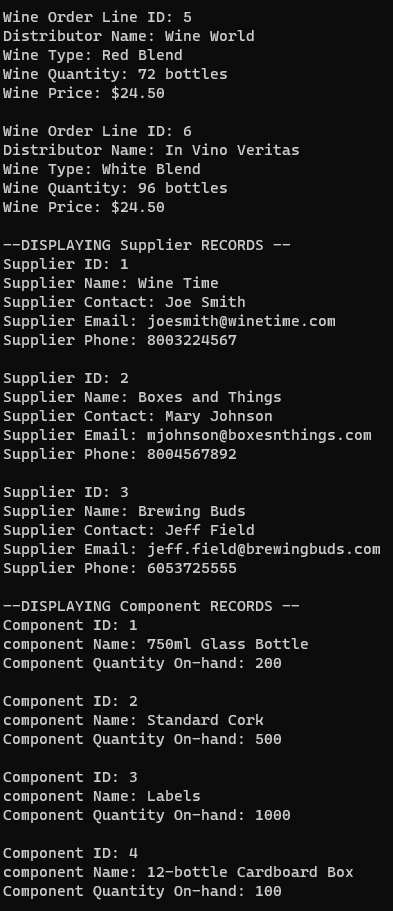 Wine Order Line ID: 5
Distributor Name: Wine World
Wine Type: Red Blend
Wine Quantity: 72 bottles
Wine Price: $24.50

Wine Order Line ID: 6
Distributor Name: In Vino Veritas
Wine Type: White Blend
Wine Quantity: 96 bottles
Wine Price: $24.50

--DISPLAYING Supplier RECORDS --
Supplier ID: 1
Supplier Name: Wine Time
Supplier Contact: Joe Smith
Supplier Email: joesmith@winetime.com
Supplier Phone: 8003224567

Supplier ID: 2
Supplier Name: Boxes and Things
Supplier Contact: Mary Johnson
Supplier Email: mjohnson@boxesnthings.com
Supplier Phone: 8004567892

Supplier ID: 3
Supplier Name: Brewing Buds
Supplier Contact: Jeff Field
Supplier Email: jeff.field@brewingbuds.com
Supplier Phone: 6053725555

--DISPLAYING Component RECORDS --
Component ID: 1
component Name: 750ml Glass Bottle
Component Quantity On-hand: 200

Component ID: 2
component Name: Standard Cork
Component Quantity On-hand: 500

Component ID: 3
component Name: Labels
Component Quantity On-hand: 1000

Component ID: 4
component Name: 12-bottle Cardboard Box
Component Quantity On-hand: 100